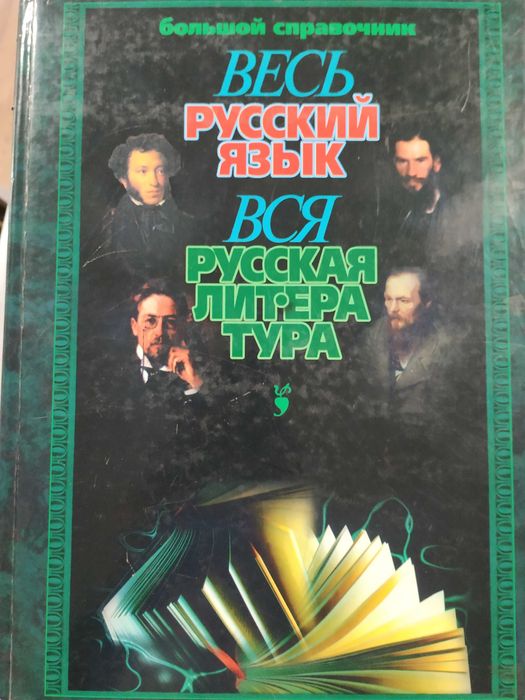 большой справочник
ВЕСЬ
РУССКИЙ
ЯЗЫК
ВСЯ
РУССКАЯ
ЛИТЕРА
ТУРА